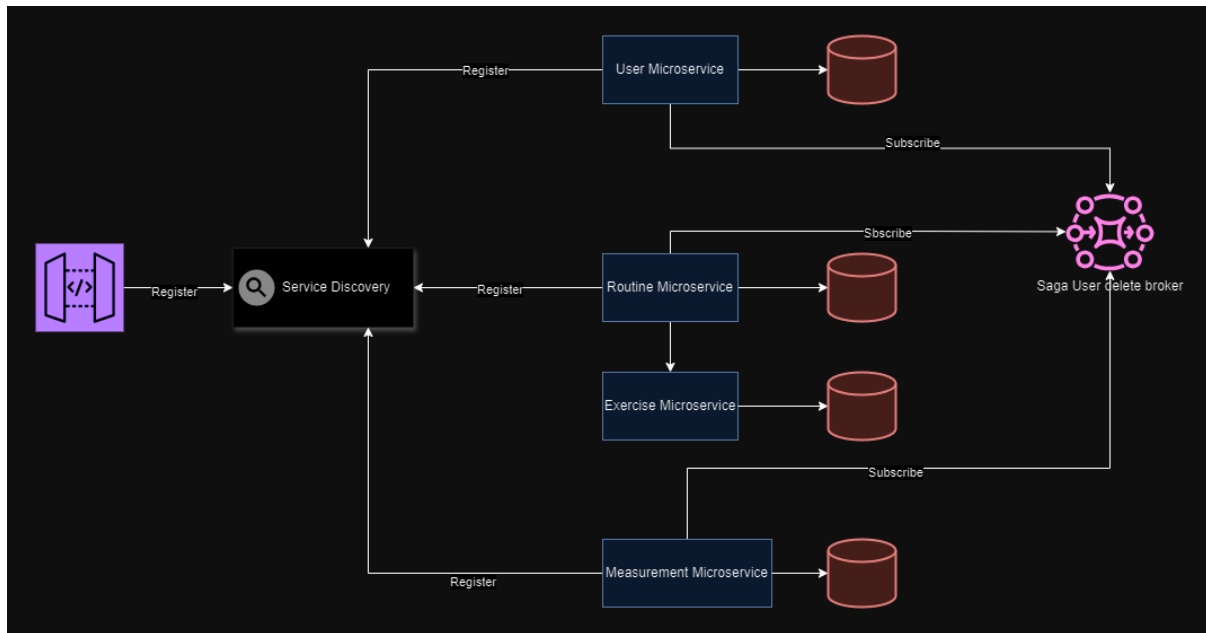 User Microservice
Register
Subscribe
Sbscribe
</>
Register
Service Discovery
Register
Routine Microservice
Saga User delete broker
Exercise Microservice
Subscribe
Register
Measurement Microservice